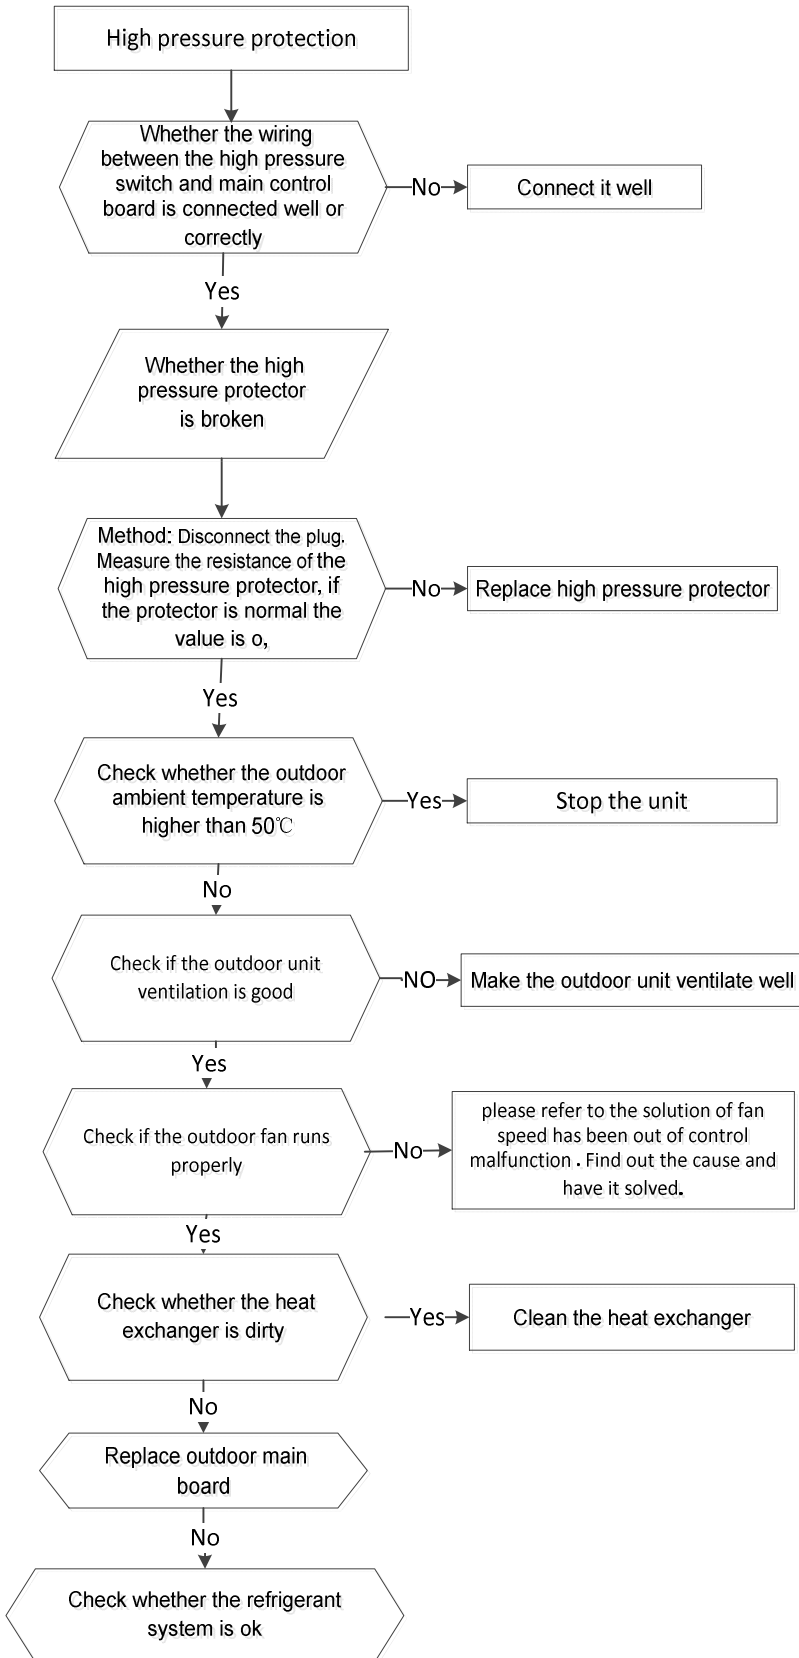 High pressure protection
Whether the wiring
between the high pressure
switch and main control
board is connected well or
correctly
No
Connect it well
Yes
Whether the high
pressure protector
is broken
Method: Disconnect the plug.
Measure the resistance of the
high pressure protector, if
the protector is normal the
value is o,
No
Replace high pressure protector
Yes
Check whether the outdoor
ambient temperature is
higher than 50℃
Yes
Stop the unit
No
Check if the outdoor unit
ventilation is good
NO
Make the outdoor unit ventilate well
Yes
Check if the outdoor fan runs
properly
No
please refer to the solution of fan
speed has been out of control
malfunction . Find out the cause and
have it solved.
Yes
Check whether the heat
exchanger is dirty
Yes
Clean the heat exchanger
No
Replace outdoor main
board
No
Check whether the refrigerant
system is ok